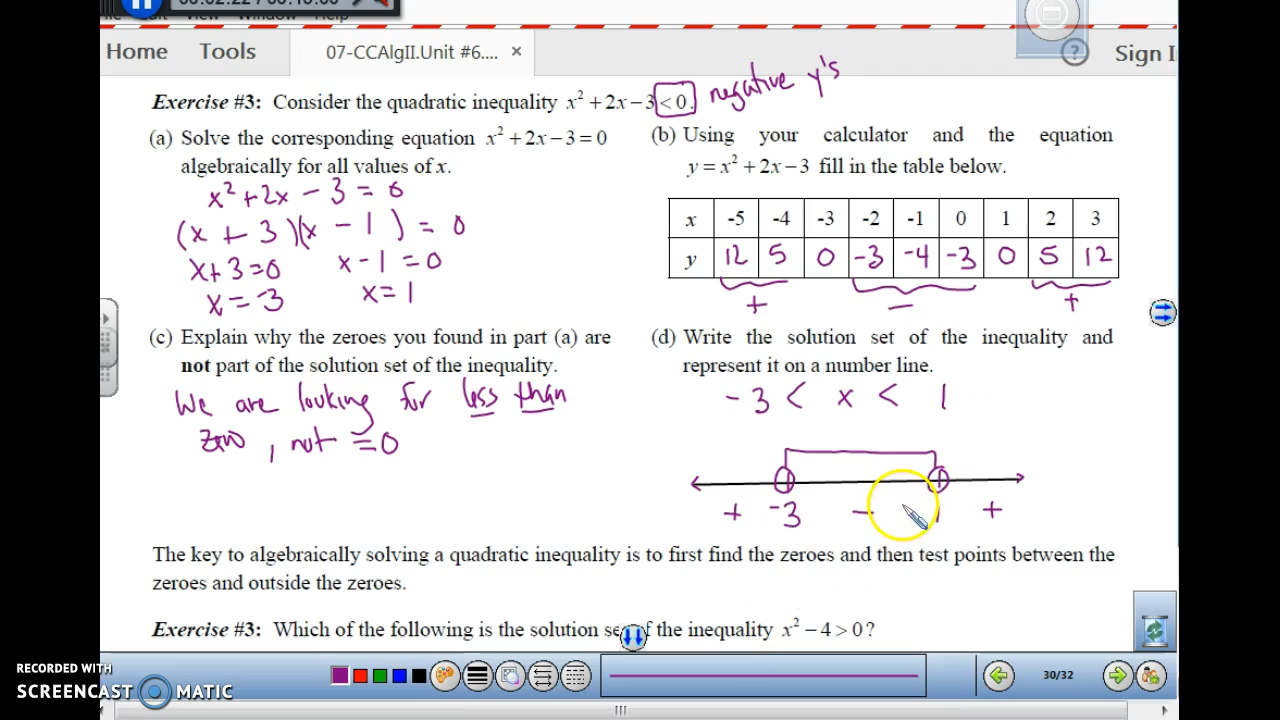 Home Tools 07-CCAlgII.Unit #6.... × ? Sign I
Exercise #3: Consider the quadratic inequality x² + 2x − 3 < 0. negative y's
(a) Solve the corresponding equation x² + 2x − 3 = 0
algebraically for all values of x.
x² + 2x − 3 = 0
(x + 3)(x − 1) = 0
x+3=0 x−1=0
x=-3 x=1
(b) Using your calculator and the equation
y = x² + 2x − 3 fill in the table below.
x -5 -4 -3 -2 -1 0 1 2 3
y 12 5 0 -3 -4 -3 0 5 12
+ − +
(c) Explain why the zeroes you found in part (a) are
not part of the solution set of the inequality.
We are looking for less than
zero, not =0
(d) Write the solution set of the inequality and
represent it on a number line.
-3 < x < 1
+ -3 − 1 +
The key to algebraically solving a quadratic inequality is to first find the zeroes and then test points between the
zeroes and outside the zeroes.
Exercise #3: Which of the following is the solution set of the inequality x² − 4 > 0?
RECORDED WITH
SCREENCAST MATIC
30/32